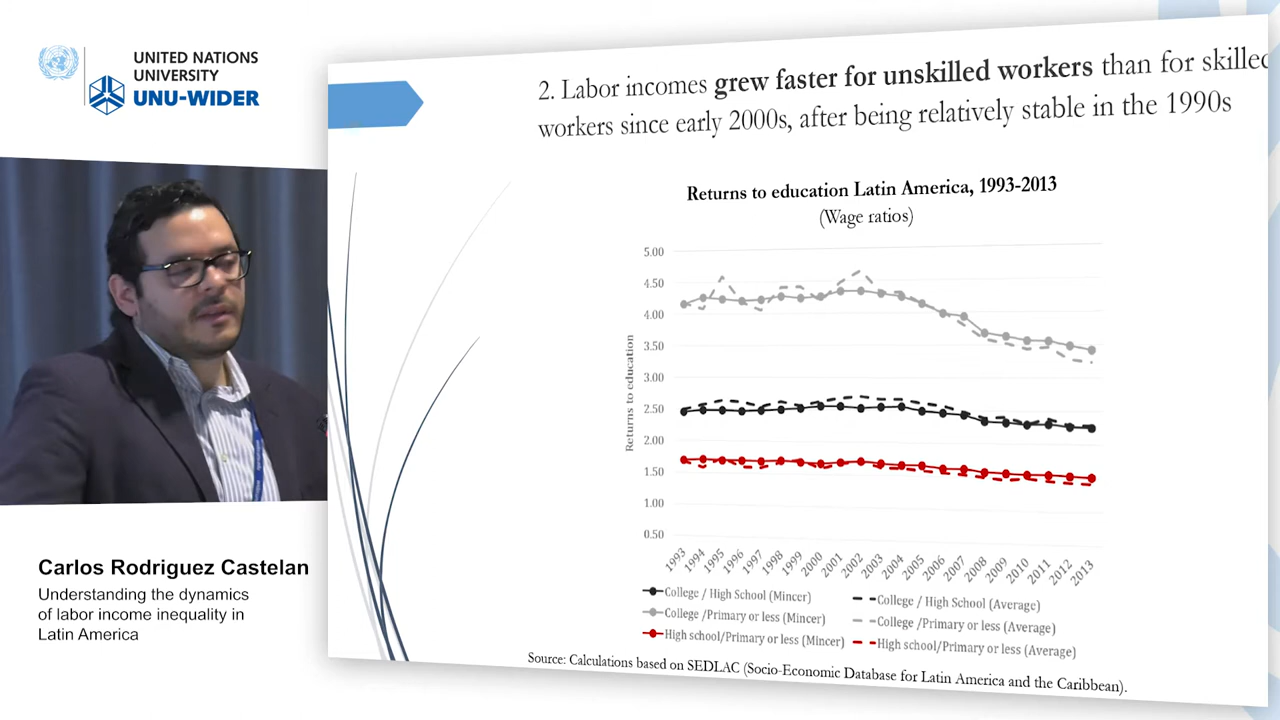 UNITED NATIONS
UNIVERSITY
UNU-WIDER
Carlos Rodriguez Castelan
Understanding the dynamics
of labor income inequality in
Latin America
2. Labor incomes grew faster for unskilled workers than for skilled
workers since early 2000s, after being relatively stable in the 1990s
Returns to education Latin America, 1993-2013
(Wage ratios)
Returns to education
5.00
4.50
4.00
3.50
3.00
2.50
2.00
1.50
1.00
0.50
1993 1994 1995 1996 1997 1998 1999 2000 2001 2002 2003 2004 2005 2006 2007 2008 2009 2010 2011 2012 2013
College / High School (Mincer)
College / High School (Average)
College /Primary or less (Mincer)
College /Primary or less (Average)
High school/Primary or less (Mincer)
High school/Primary or less (Average)
Source: Calculations based on SEDLAC (Socio-Economic Database for Latin America and the Caribbean).